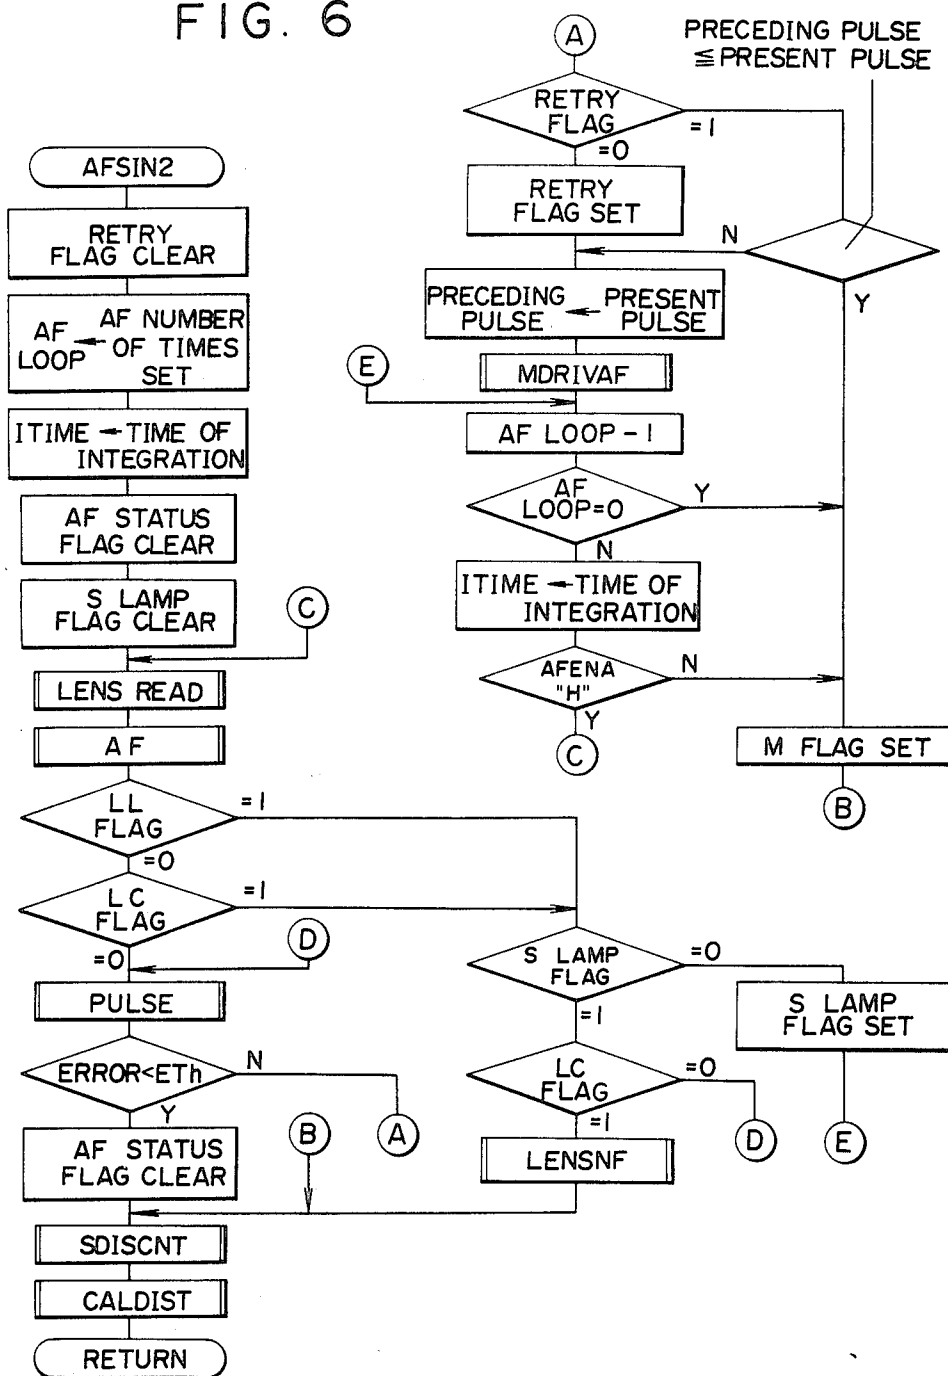 FIG. 6
AFSIN2
RETRY
FLAG CLEAR
AF LOOP ← AF NUMBER
OF TIMES
SET
ITIME ← TIME OF
INTEGRATION
AF STATUS
FLAG CLEAR
S LAMP
FLAG CLEAR
C
LENS READ
AF
LL
FLAG
=1
=0
LC
FLAG
=1
=0
D
PULSE
ERROR<ETh
N
Y
A
AF STATUS
FLAG CLEAR
B
SDISCNT
CALDIST
RETURN
A
PRECEDING PULSE
≦PRESENT PULSE
RETRY
FLAG
=1
=0
RETRY
FLAG SET
N
Y
PRECEDING
PULSE
←
PRESENT
PULSE
E
MDRIVAF
AF LOOP-1
AF
LOOP=0
Y
N
ITIME ← TIME OF
INTEGRATION
AFENA
"H"
N
Y
C
M FLAG SET
B
S LAMP
FLAG
=0
=1
S LAMP
FLAG SET
LC
FLAG
=0
=1
D
E
LENSNF